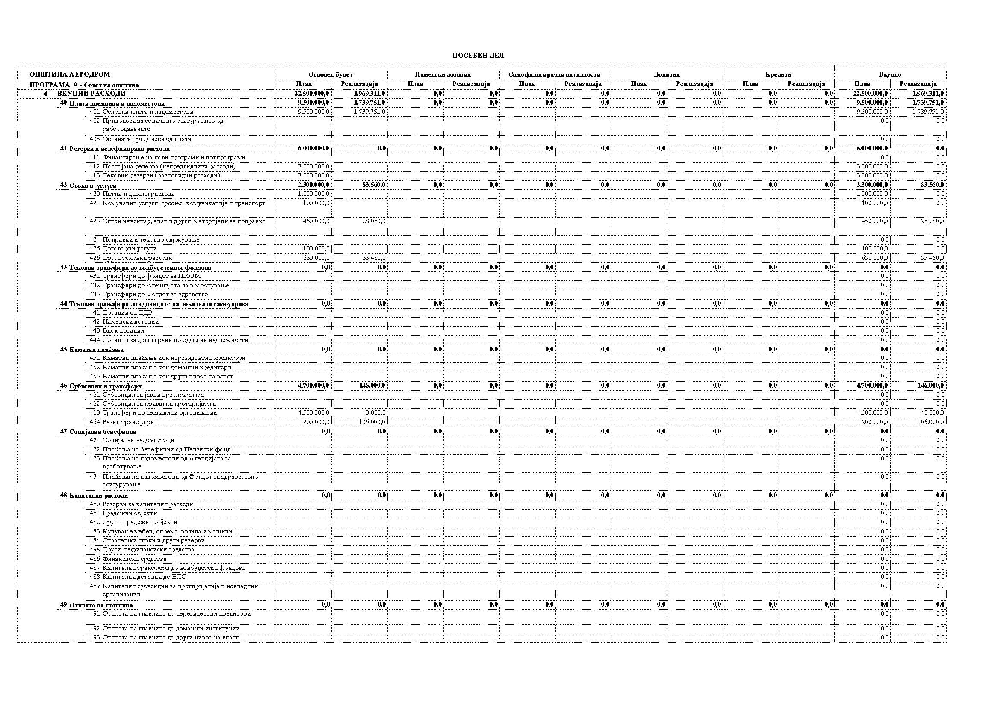 ПОСЕБЕН ДЕЛ
ОПШТИНА АЕРОДРОМ Основен буџет Наменски дотации Самофинасирачки активности Донации Кредити Вкупно
ПРОГРАМА А - Совет на општина План Реализација План Реализација План Реализација План Реализација План Реализација План Реализација
4 ВКУПНИ РАСХОДИ 22.500.000,0 1.969.311,0 0,0 0,0 0,0 0,0 0,0 0,0 0,0 0,0 22.500.000,0 1.969.311,0
40 Плати наемнини и надоместоци 9.500.000,0 1.739.751,0 0,0 0,0 0,0 0,0 0,0 0,0 0,0 0,0 9.500.000,0 1.739.751,0
401 Основни плати и надоместоци 9.500.000,0 1.739.751,0 9.500.000,0 1.739.751,0
402 Придонеси за социјално осигурување од 0,0 0,0
работодавачите
403 Останати придонеси од плата 0,0 0,0
41 Резерви и недефинирани расходи 6.000.000,0 0,0 0,0 0,0 0,0 0,0 0,0 0,0 0,0 0,0 6.000.000,0 0,0
411 Финансирање на нови програми и потпрограми 0,0 0,0
412 Постојана резерва (непредвидливи расходи) 3.000.000,0 3.000.000,0 0,0
413 Тековни резерви (разновидни расходи) 3.000.000,0 3.000.000,0 0,0
42 Стоки и услуги 2.300.000,0 83.560,0 0,0 0,0 0,0 0,0 0,0 0,0 0,0 0,0 2.300.000,0 83.560,0
420 Патни и дневни расходи 1.000.000,0 1.000.000,0 0,0
421 Комунални услуги, греење, комуникација и транспорт 100.000,0 100.000,0 0,0
423 Ситен инвентар, алат и други материјали за поправки 450.000,0 28.080,0 450.000,0 28.080,0
424 Поправки и тековно одржување 0,0 0,0
425 Договорни услуги 100.000,0 100.000,0 0,0
426 Други тековни расходи 650.000,0 55.480,0 650.000,0 55.480,0
43 Тековни трансфери до вонбуџетските фондови 0,0 0,0 0,0 0,0 0,0 0,0 0,0 0,0 0,0 0,0 0,0 0,0
431 Трансфери до фондот за ПИОМ 0,0 0,0
432 Трансфери до Агенцијата за вработување 0,0 0,0
433 Трансфери до Фондот за здравство 0,0 0,0
44 Тековни трансфери до единиците на локалната самоуправа 0,0 0,0 0,0 0,0 0,0 0,0 0,0 0,0 0,0 0,0 0,0 0,0
441 Дотации од ДДВ 0,0 0,0
442 Наменски дотации 0,0 0,0
443 Блок дотации 0,0 0,0
444 Дотации за делегирани по одделни надлежности 0,0 0,0
45 Каматни плаќања 0,0 0,0 0,0 0,0 0,0 0,0 0,0 0,0 0,0 0,0 0,0 0,0
451 Каматни плаќања кон нерезидентни кредитори 0,0 0,0
452 Каматни плаќања кон домашни кредитори 0,0 0,0
453 Каматни плаќања кон други нивоа на власт 0,0 0,0
46 Субвенции и трансфери 4.700.000,0 146.000,0 0,0 0,0 0,0 0,0 0,0 0,0 0,0 0,0 4.700.000,0 146.000,0
461 Субвенции за јавни претпријатија 0,0 0,0
462 Субвенции за приватни претпријатија 0,0 0,0
463 Трансфери до невладини организации 4.500.000,0 40.000,0 4.500.000,0 40.000,0
464 Разни трансфери 200.000,0 106.000,0 200.000,0 106.000,0
47 Социјални бенефиции 0,0 0,0 0,0 0,0 0,0 0,0 0,0 0,0 0,0 0,0 0,0 0,0
471 Социјални надоместоци 0,0 0,0
472 Плаќања на бенефиции од Пензиски фонд 0,0 0,0
473 Плаќања на надоместоци од Агенцијата за 0,0 0,0
вработување
474 Плаќања на надоместоци од Фондот за здравствено 0,0 0,0
осигурување
48 Капитални расходи 0,0 0,0 0,0 0,0 0,0 0,0 0,0 0,0 0,0 0,0 0,0 0,0
480 Резерви за капитални расходи 0,0 0,0
481 Градежни објекти 0,0 0,0
482 Други градежни објекти 0,0 0,0
483 Купување мебел, опрема, возила и машини 0,0 0,0
484 Стратешки стоки и други резерви 0,0 0,0
485 Други нефинансиски средства 0,0 0,0
486 Финансиски средства 0,0 0,0
487 Капитални трансфери до вонбуџетски фондови 0,0 0,0
488 Капитални дотации до ЕЛС 0,0 0,0
489 Капитални субвенции за претпријатија и невладини 0,0 0,0
организации
49 Отплата на главнина 0,0 0,0 0,0 0,0 0,0 0,0 0,0 0,0 0,0 0,0 0,0 0,0
491 Отплата на главнина до нерезидентни кредитори 0,0 0,0
492 Отплата на главнина до домашни институции 0,0 0,0
493 Отплата на главнина до други нивоа на власт 0,0 0,0